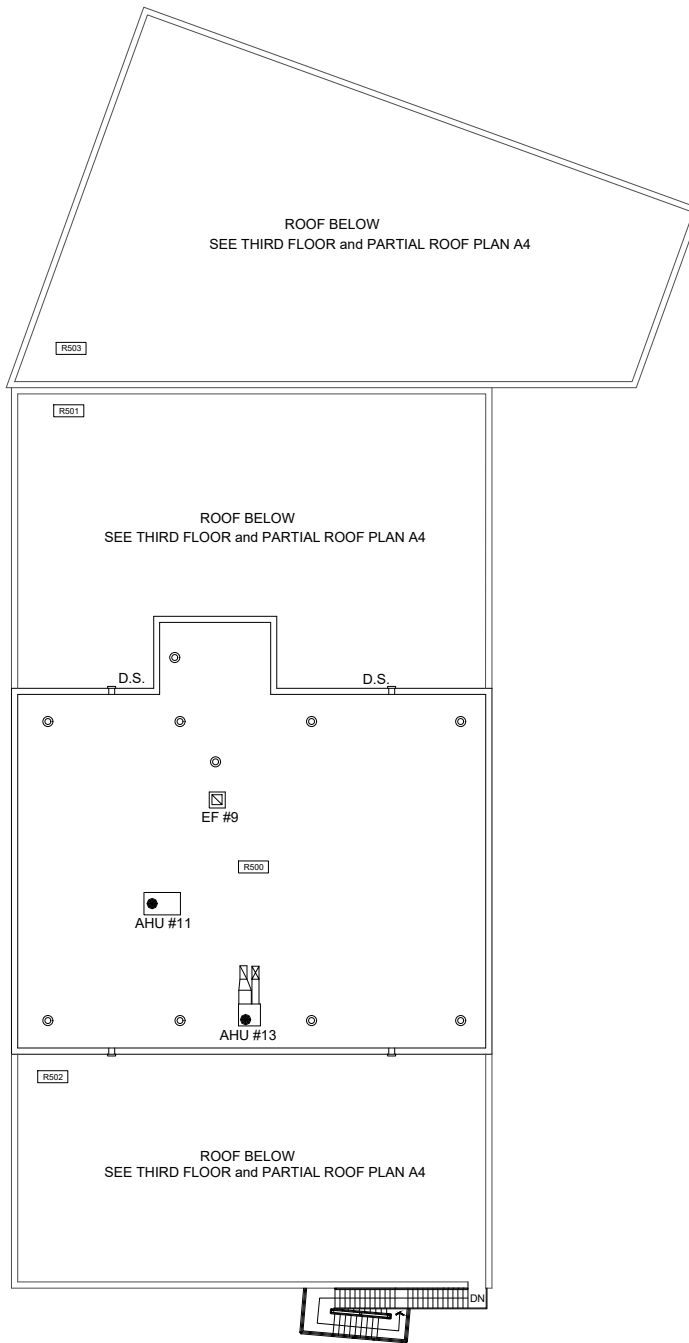 ROOF BELOW
SEE THIRD FLOOR and PARTIAL ROOF PLAN A4
R503
R501
ROOF BELOW
SEE THIRD FLOOR and PARTIAL ROOF PLAN A4
D.S.
D.S.
EF #9
R500
AHU #11
AHU #13
R502
ROOF BELOW
SEE THIRD FLOOR and PARTIAL ROOF PLAN A4
DN